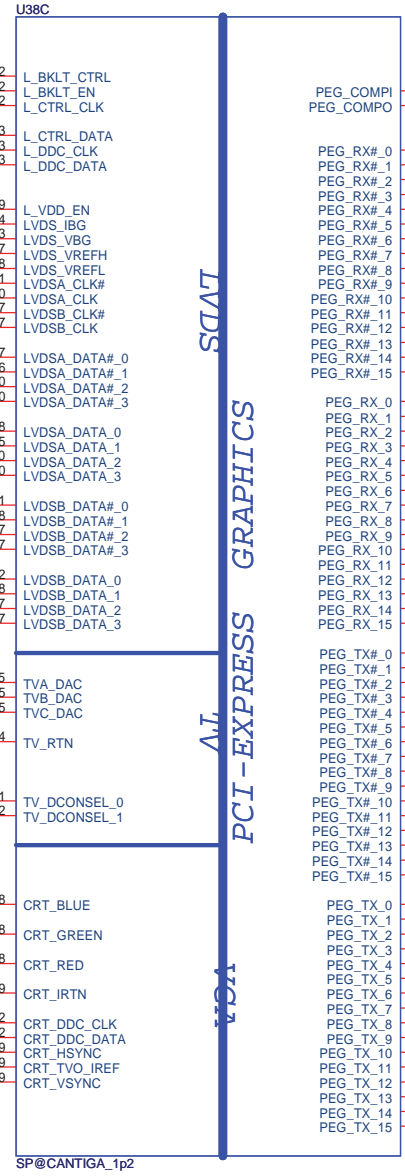 U38C
L_BKLT_CTRL
L_BKLT_EN
L_CTRL_CLK
L_CTRL_DATA
L_DDC_CLK
L_DDC_DATA
L_VDD_EN
LVDS_IBG
LVDS_VBG
LVDS_VREFH
LVDS_VREFL
LVDSA_CLK#
LVDSA_CLK
LVDSB_CLK#
LVDSB_CLK
LVDSA_DATA#_0
LVDSA_DATA#_1
LVDSA_DATA#_2
LVDSA_DATA#_3
LVDSA_DATA_0
LVDSA_DATA_1
LVDSA_DATA_2
LVDSA_DATA_3
LVDSB_DATA#_0
LVDSB_DATA#_1
LVDSB_DATA#_2
LVDSB_DATA#_3
LVDSB_DATA_0
LVDSB_DATA_1
LVDSB_DATA_2
LVDSB_DATA_3
TVA_DAC
TVB_DAC
TVC_DAC
TV_RTN
TV_DCONSEL_0
TV_DCONSEL_1
CRT_BLUE
CRT_GREEN
CRT_RED
CRT_IRTN
CRT_DDC_CLK
CRT_DDC_DATA
CRT_HSYNC
CRT_TVO_IREF
CRT_VSYNC
LVDS
TV
VGA
PCI-EXPRESS GRAPHICS
PEG_COMPI
PEG_COMPO
PEG_RX#_0
PEG_RX#_1
PEG_RX#_2
PEG_RX#_3
PEG_RX#_4
PEG_RX#_5
PEG_RX#_6
PEG_RX#_7
PEG_RX#_8
PEG_RX#_9
PEG_RX#_10
PEG_RX#_11
PEG_RX#_12
PEG_RX#_13
PEG_RX#_14
PEG_RX#_15
PEG_RX_0
PEG_RX_1
PEG_RX_2
PEG_RX_3
PEG_RX_4
PEG_RX_5
PEG_RX_6
PEG_RX_7
PEG_RX_8
PEG_RX_9
PEG_RX_10
PEG_RX_11
PEG_RX_12
PEG_RX_13
PEG_RX_14
PEG_RX_15
PEG_TX#_0
PEG_TX#_1
PEG_TX#_2
PEG_TX#_3
PEG_TX#_4
PEG_TX#_5
PEG_TX#_6
PEG_TX#_7
PEG_TX#_8
PEG_TX#_9
PEG_TX#_10
PEG_TX#_11
PEG_TX#_12
PEG_TX#_13
PEG_TX#_14
PEG_TX#_15
PEG_TX_0
PEG_TX_1
PEG_TX_2
PEG_TX_3
PEG_TX_4
PEG_TX_5
PEG_TX_6
PEG_TX_7
PEG_TX_8
PEG_TX_9
PEG_TX_10
PEG_TX_11
PEG_TX_12
PEG_TX_13
PEG_TX_14
PEG_TX_15
SP@CANTIGA_1p2